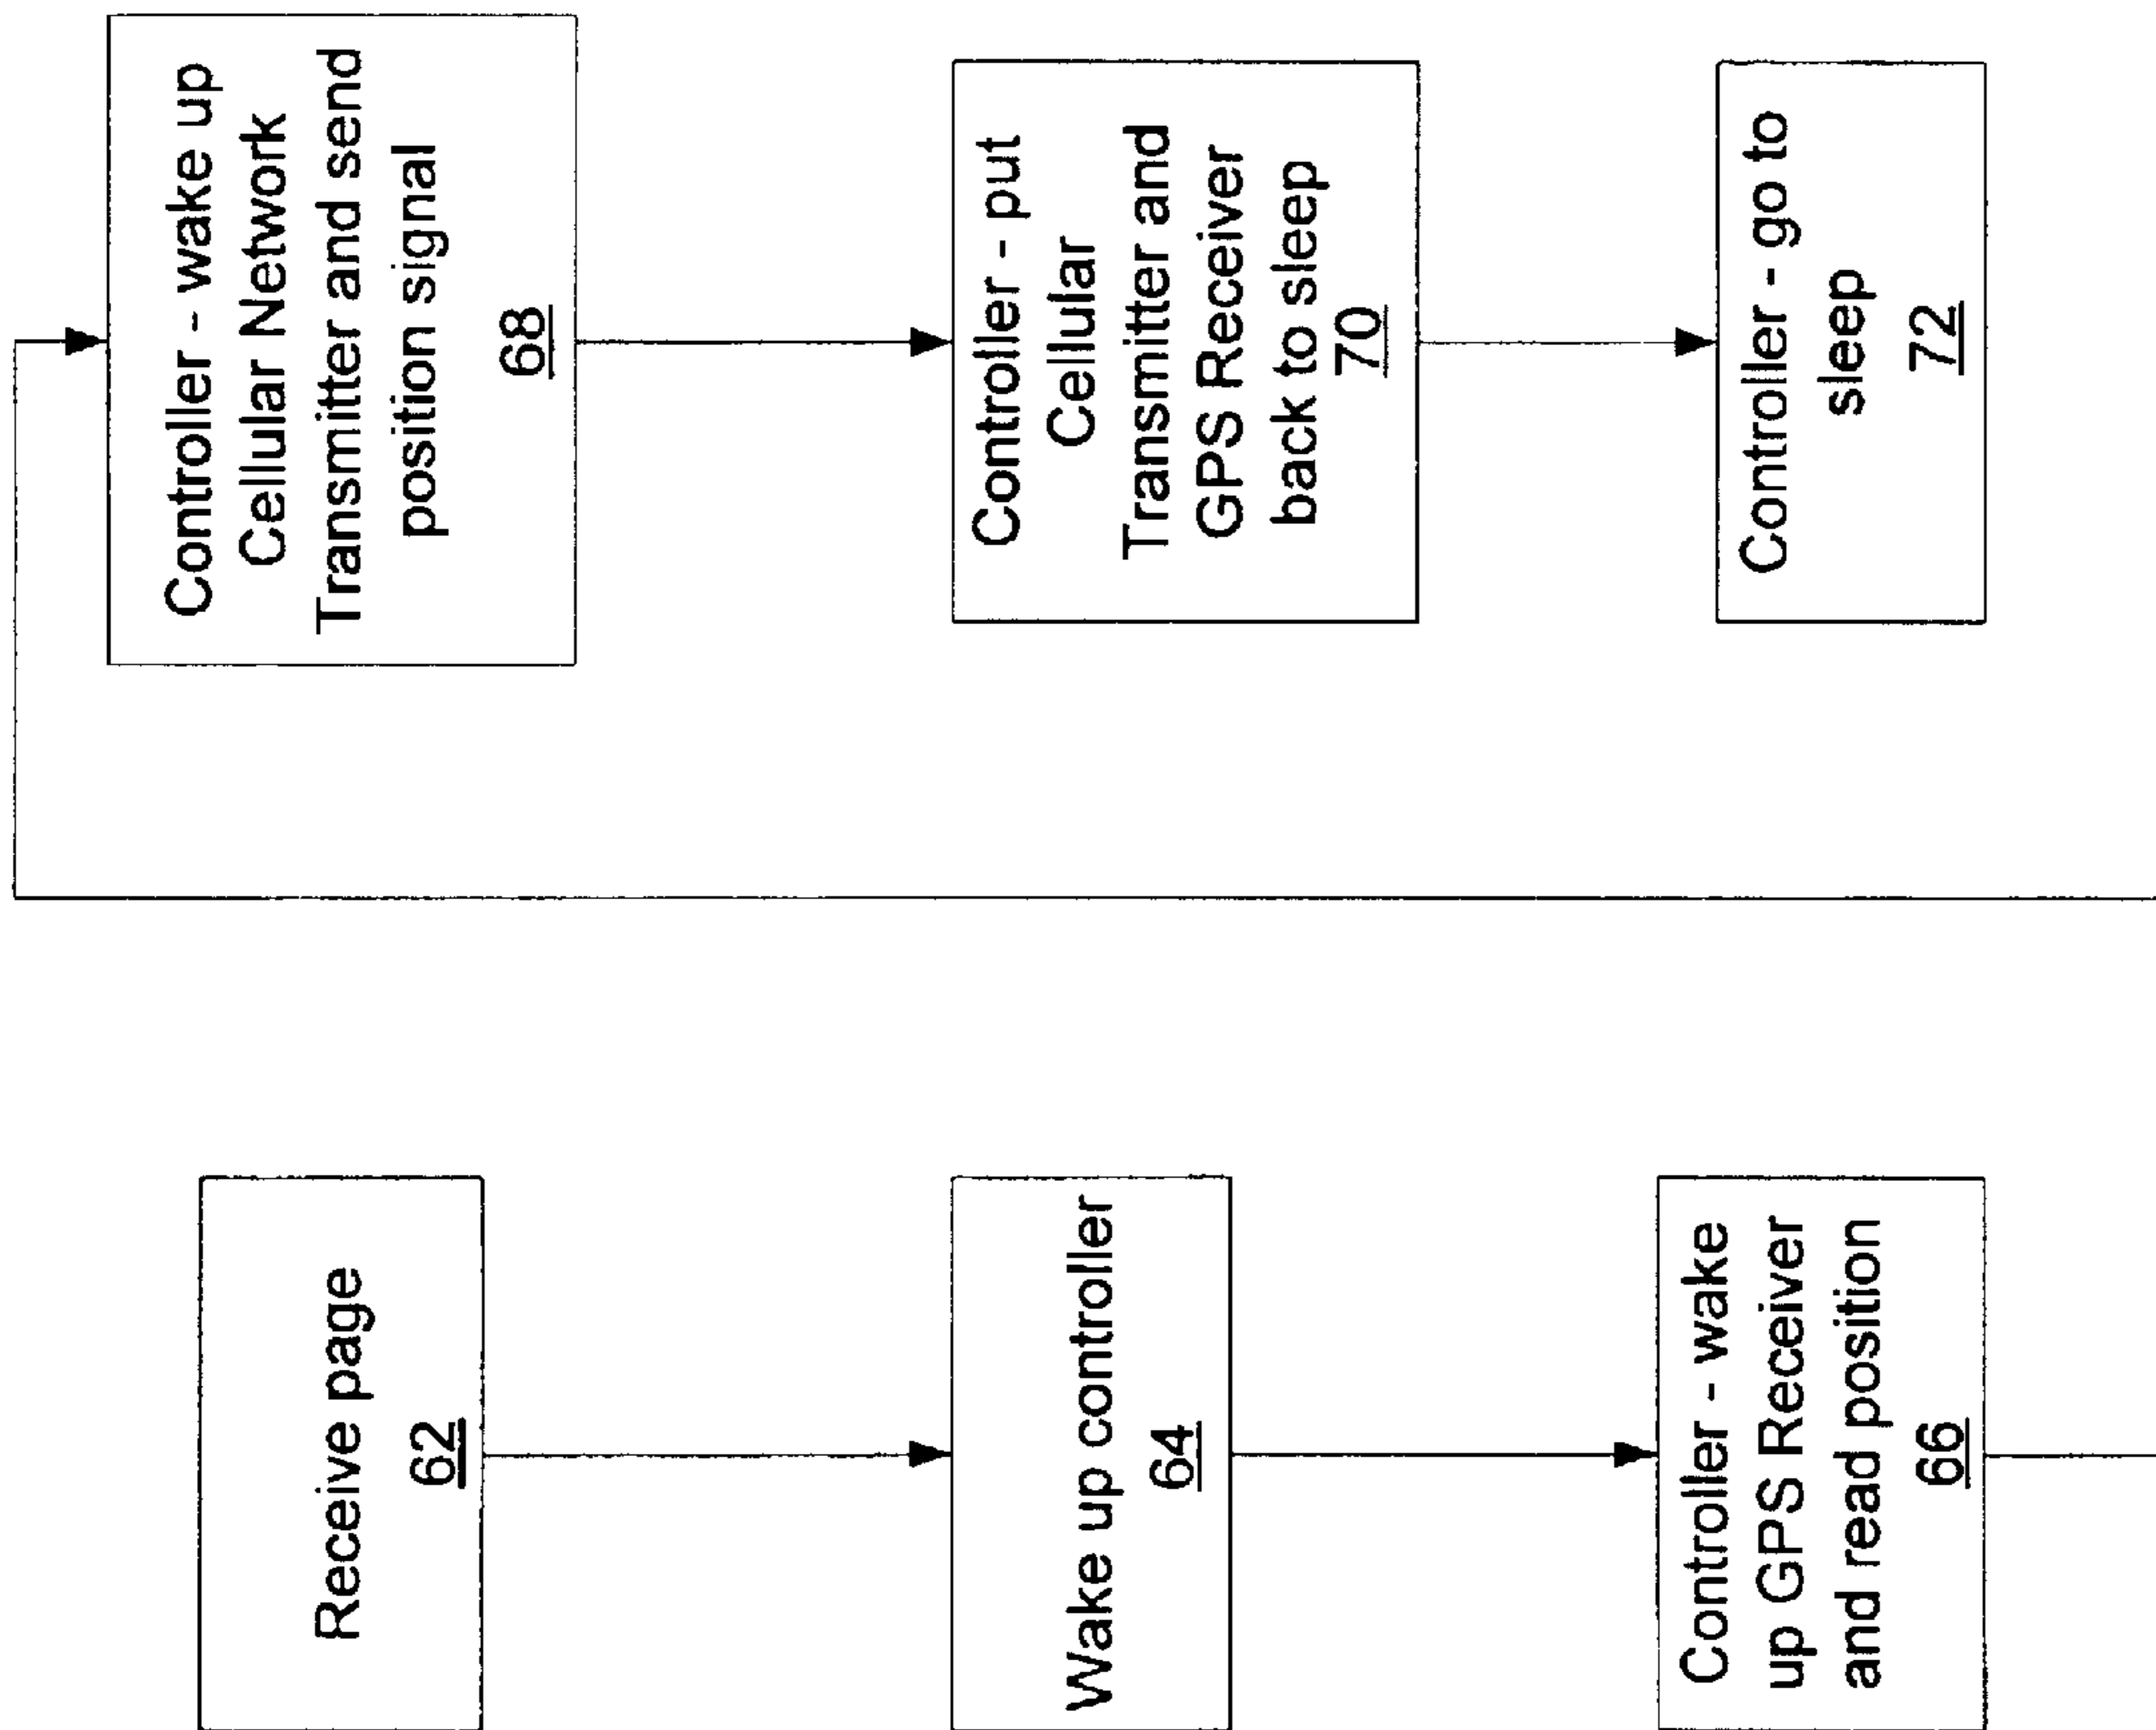 Receive page
62
Wake up controller
64
Controller - wake
up GPS Receiver
and read position
66
Controller - wake up
Cellular Network
Transmitter and send
position signal
68
Controller - put
Cellular
Transmitter and
GPS Receiver
back to sleep
70
Controller - go to
sleep
72